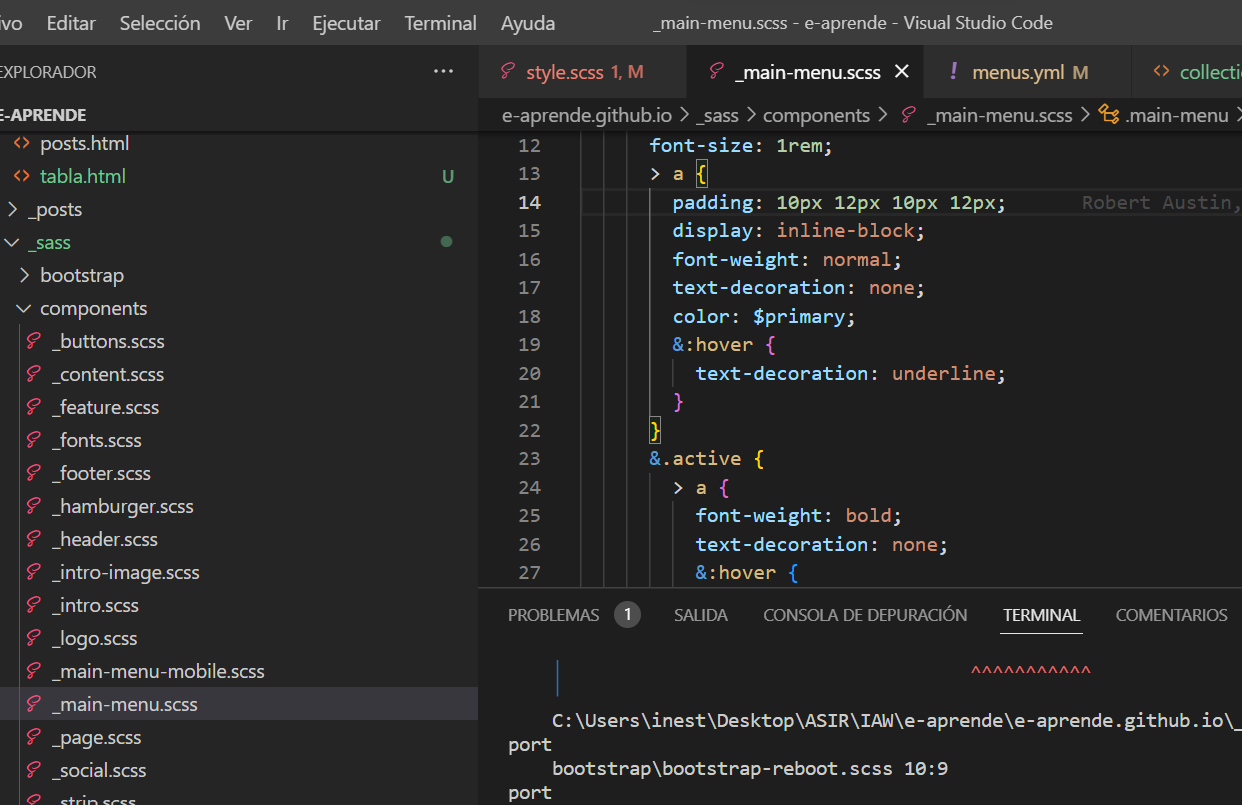 ivo Editar Selección Ver Ir Ejecutar Terminal Ayuda _main-menu.scss - e-aprende - Visual Studio Code
EXPLORADOR ···
E-APRENDE
posts.html
tabla.html U
_posts
_sass
bootstrap
components
_buttons.scss
_content.scss
_feature.scss
_fonts.scss
_footer.scss
_hamburger.scss
_header.scss
_intro-image.scss
_intro.scss
_logo.scss
_main-menu-mobile.scss
_main-menu.scss
_page.scss
_social.scss
_strip.scss
style.scss 1, M _main-menu.scss menus.yml M collecti
e-aprende.github.io > _sass > components > _main-menu.scss > .main-menu >
12 font-size: 1rem;
13 > a {
14 padding: 10px 12px 10px 12px; Robert Austin,
15 display: inline-block;
16 font-weight: normal;
17 text-decoration: none;
18 color: $primary;
19 &:hover {
20 text-decoration: underline;
21 }
22 }
23 &.active {
24 > a {
25 font-weight: bold;
26 text-decoration: none;
27 &:hover {
PROBLEMAS 1 SALIDA CONSOLA DE DEPURACIÓN TERMINAL COMENTARIOS
| ^^^^^^^^^^^
C:\Users\inest\Desktop\ASIR\IAW\e-aprende\e-aprende.github.io\_
port
bootstrap\bootstrap-reboot.scss 10:9
port